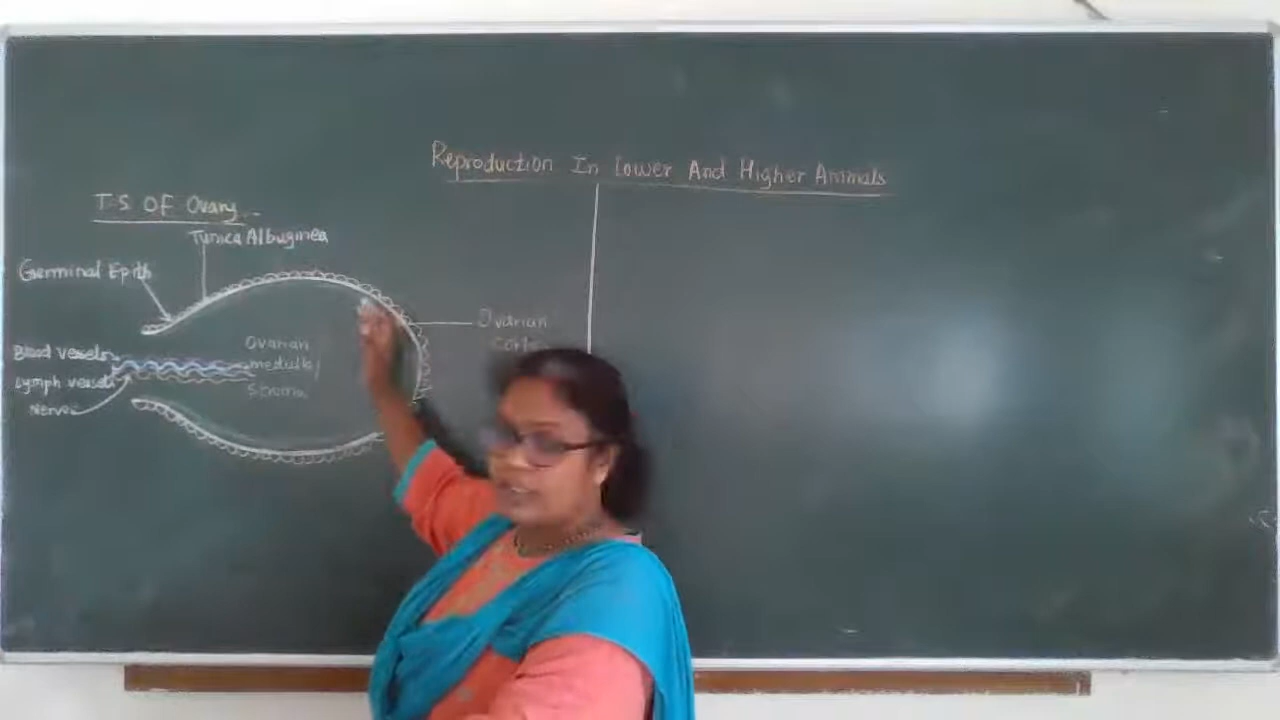 Reproduction In Lower And Higher Animals
T.S. OF Ovary
Tunica Albuginea
Germinal Epith
Ovarian
Blood vessels
Lymph vessels
Nerves
Ovarian
medulla/